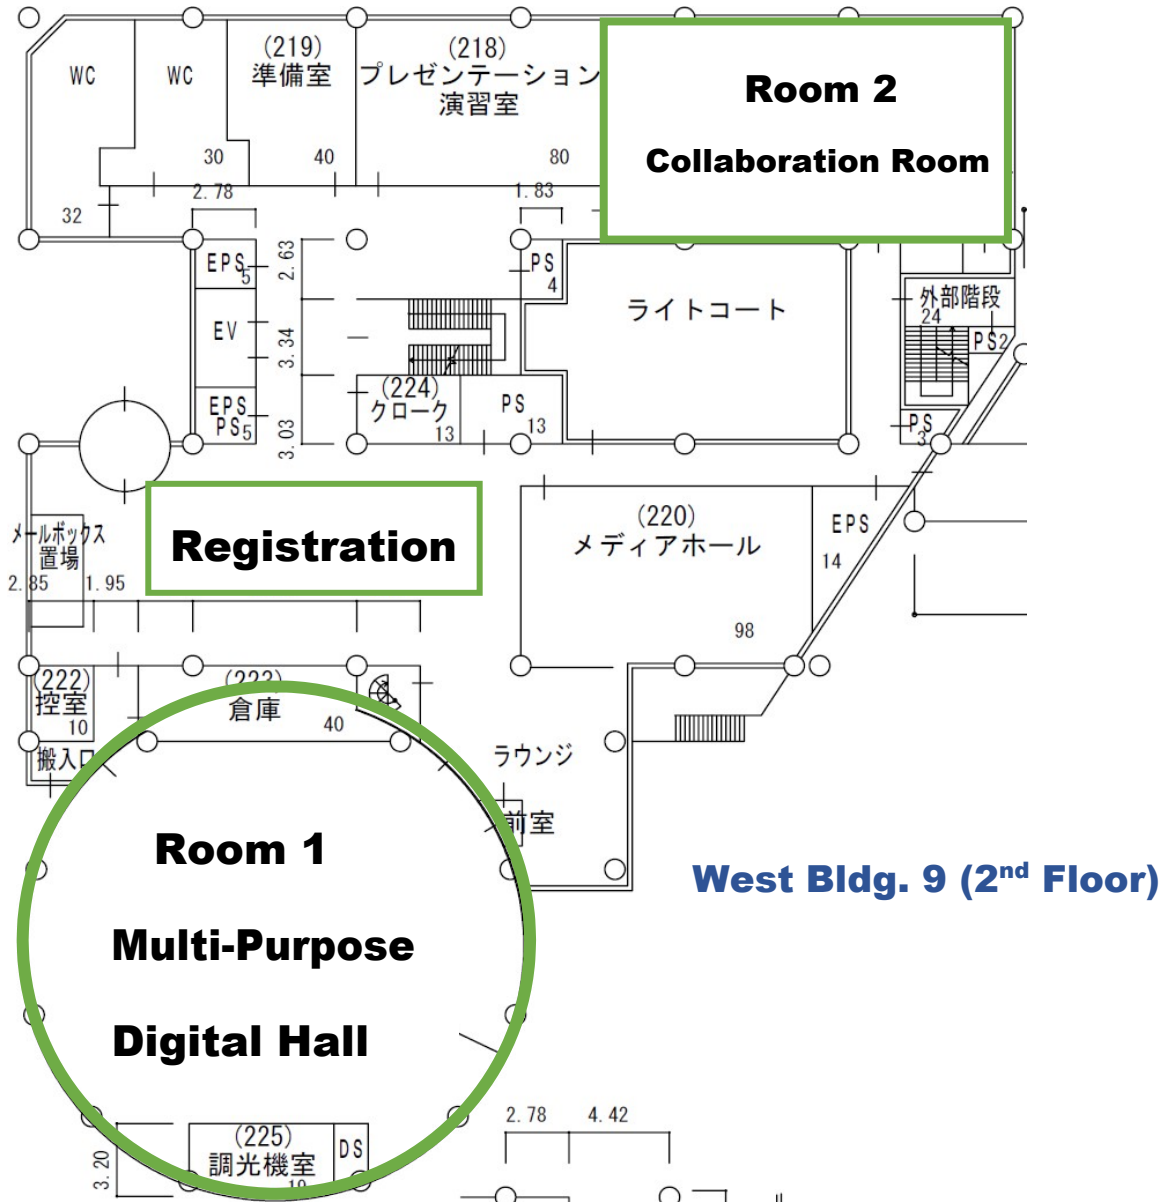 WC
WC
(219)
準備室
(218)
プレゼンテーション
演習室
Room 2
Collaboration Room
30
40
80
32
2.78
1.83
EPS
5
2.63
PS
4
ライトコート
外部階段
24
PS2
EV
3.34
EPS
PS5
3.03
(224)
クローク
13
PS
13
PS
3
Registration
メールボックス
置場
2.85
1.95
(220)
メディアホール
98
EPS
14
(222)
控室
10
搬入口
(223)
倉庫
40
ラウンジ
前室
Room 1
Multi-Purpose
Digital Hall
West Bldg. 9 (2nd Floor)
2.78
4.42
3.20
(225)
調光機室
DS